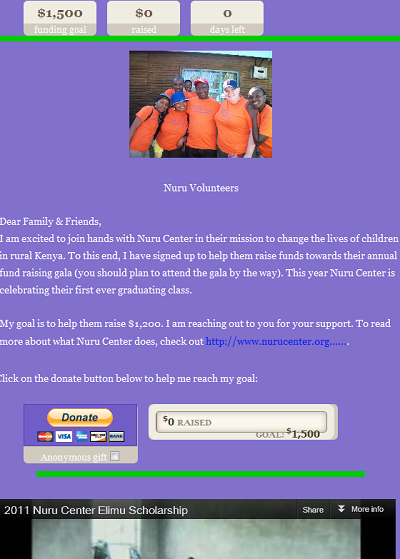 $1,500 $0 0
funding goal raised days left
Nuru Volunteers
Dear Family & Friends,
I am excited to join hands with Nuru Center in their mission to change the lives of children
in rural Kenya. To this end, I have signed up to help them raise funds towards their annual
fund raising gala (you should plan to attend the gala by the way). This year Nuru Center is
celebrating their first ever graduating class.
My goal is to help them raise $1,200. I am reaching out to you for your support. To read
more about what Nuru Center does, check out http://www.nurucenter.org.......
Click on the donate button below to help me reach my goal:
Donate
VISA BANK
Anonymous gift
$0 RAISED
GOAL: $1,500
2011 Nuru Center Elimu Scholarship Share More info